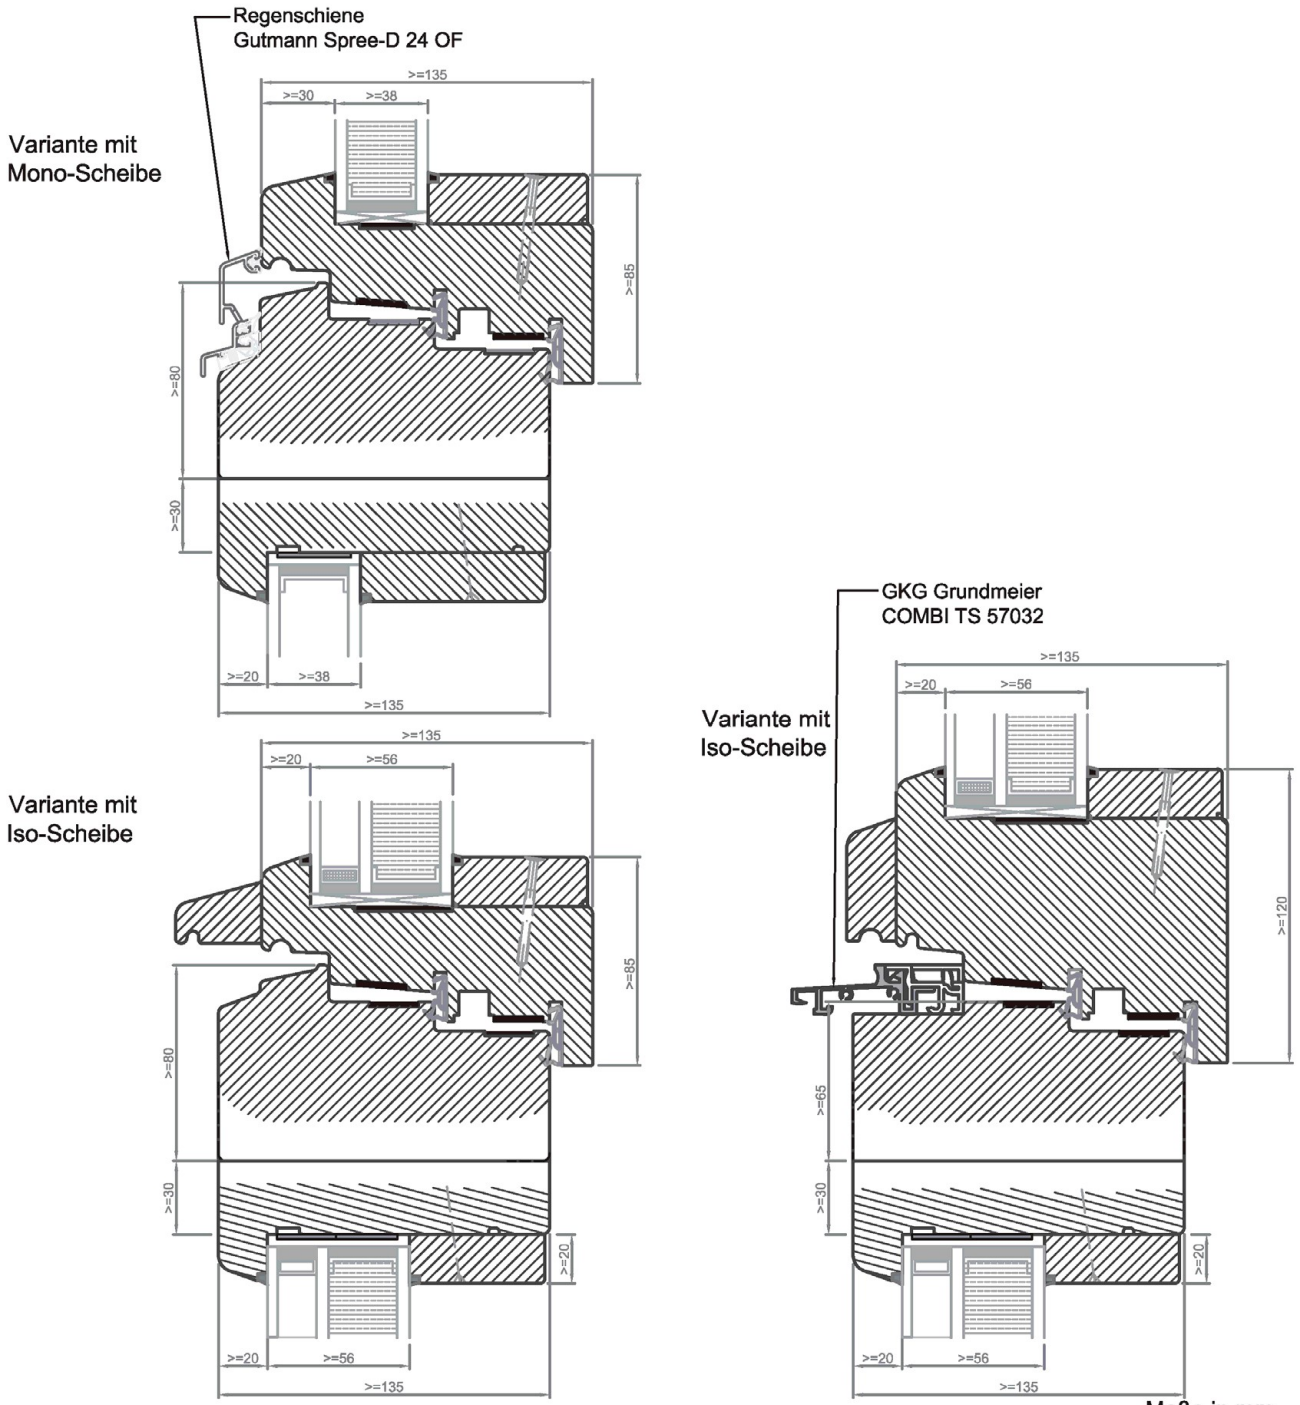 Regenschiene
Gutmann Spree-D 24 OF
>=135
>=30
>=38
Variante mit
Mono-Scheibe
>=85
>=80
>=30
>=20
>=38
>=135
Variante mit
Iso-Scheibe
>=135
>=20
>=56
>=85
>=80
>=30
>=20
>=20
>=56
>=135
GKG Grundmeier
COMBI TS 57032
Variante mit
Iso-Scheibe
>=135
>=20
>=56
>=120
>=65
>=30
>=20
>=20
>=56
>=135